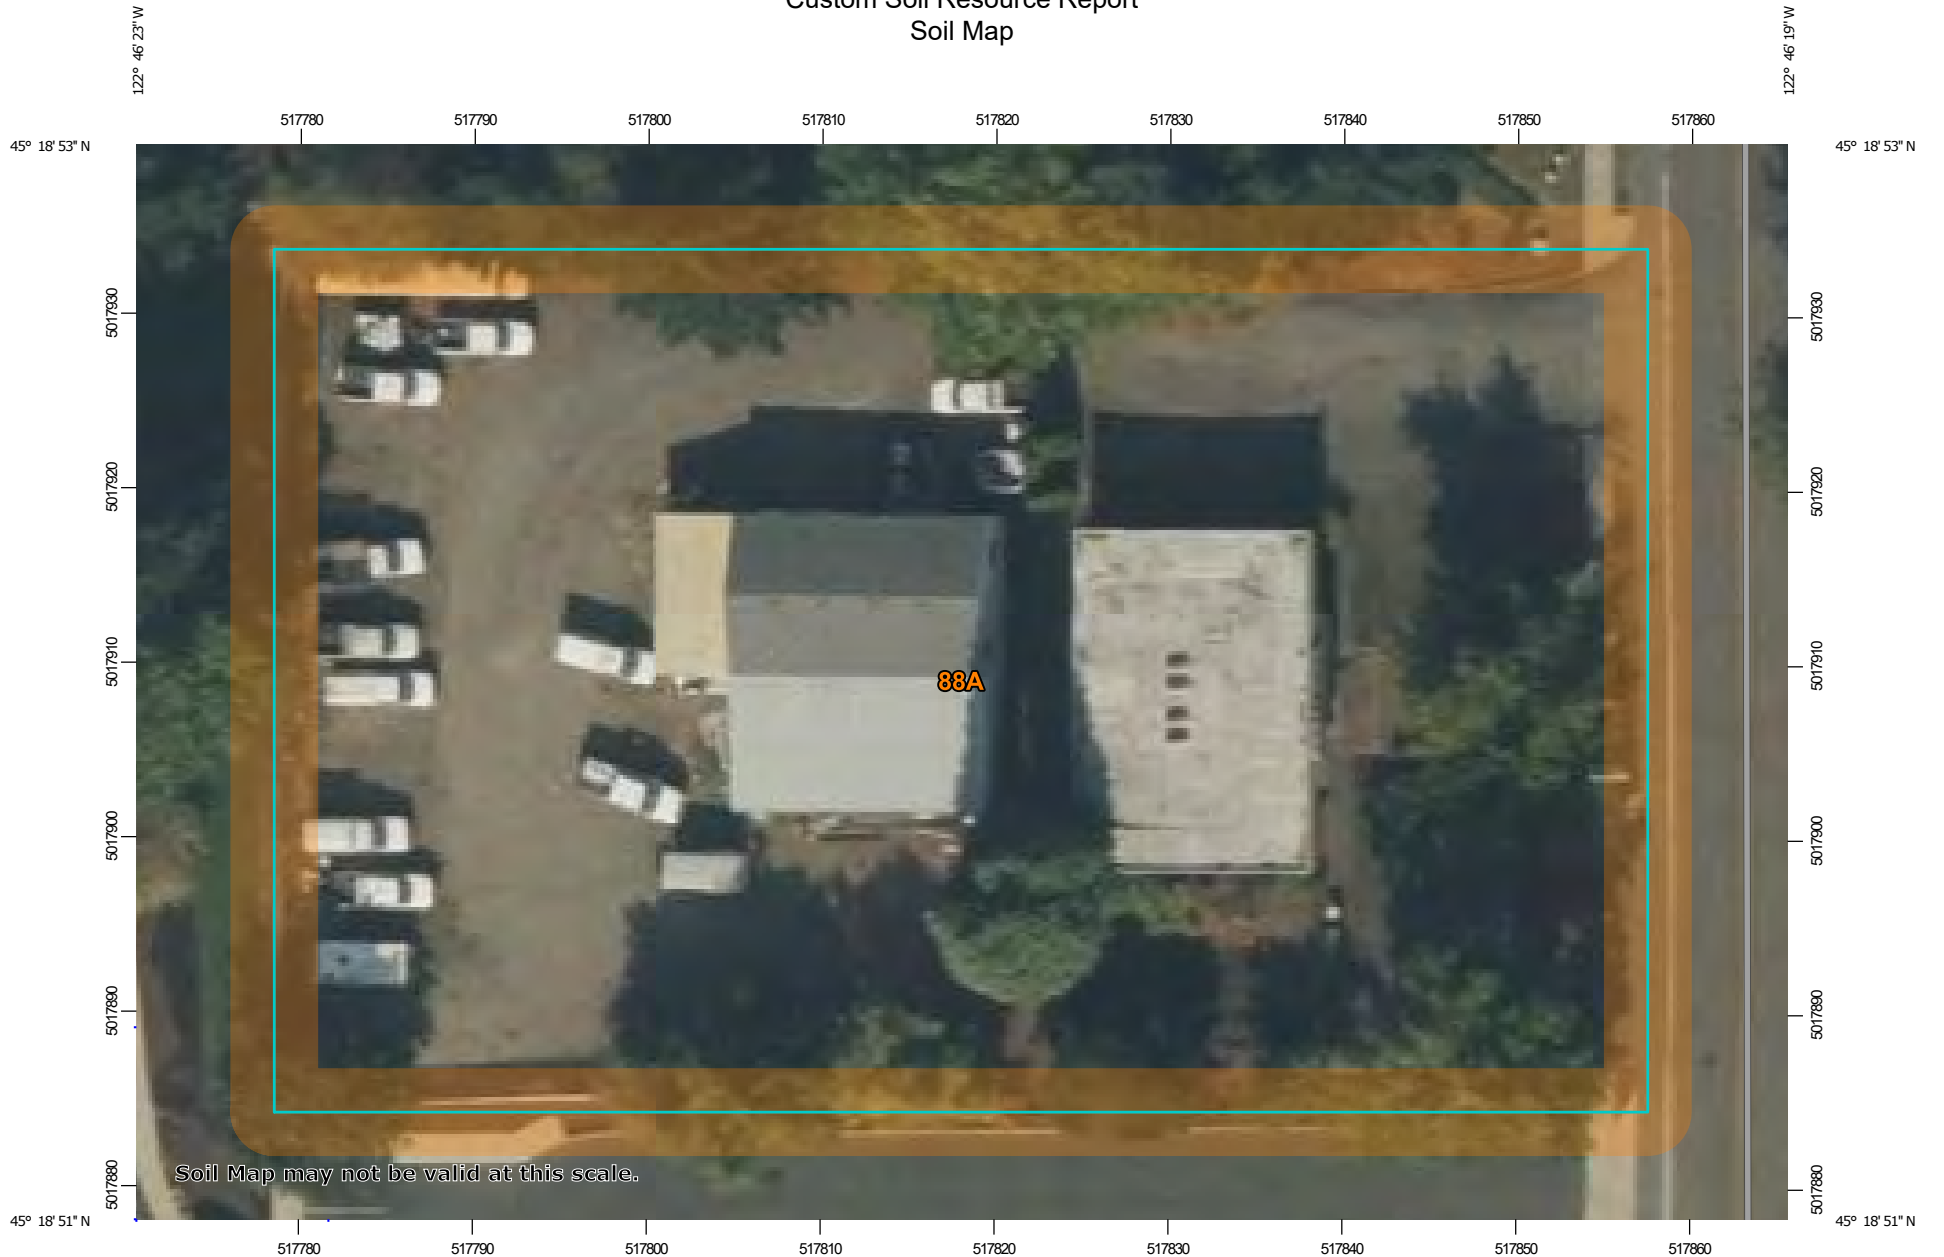 Custom Soil Resource Report
Soil Map
122° 46' 23" W
122° 46' 19" W
517780 517790 517800 517810 517820 517830 517840 517850 517860
45° 18' 53" N
45° 18' 53" N
5017930
5017930
5017920
5017920
5017910
5017910
88A
5017900
5017900
5017890
5017890
Soil Map may not be valid at this scale.
5017880
5017880
45° 18' 51" N
45° 18' 51" N
517780 517790 517800 517810 517820 517830 517840 517850 517860